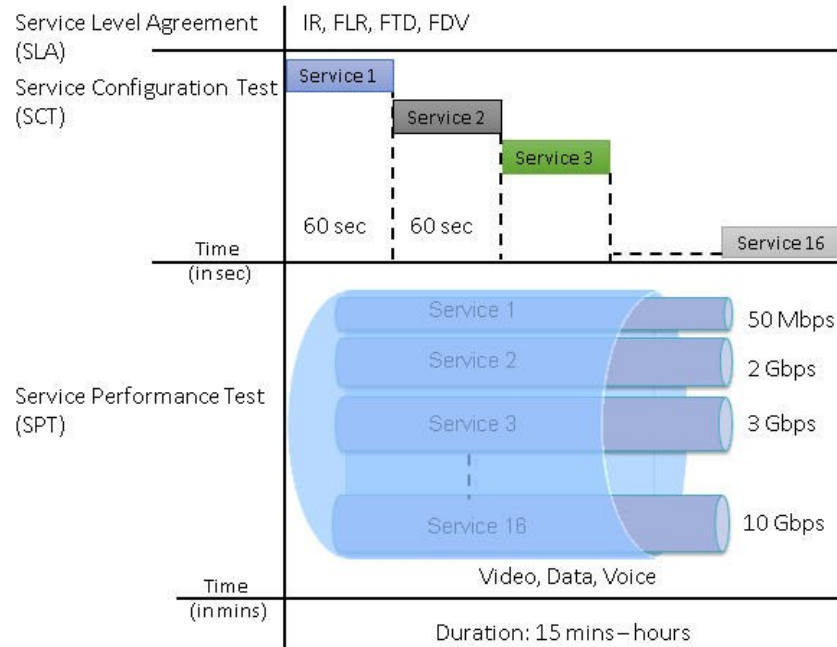 Service Level Agreement
(SLA)
IR, FLR, FTD, FDV
Service Configuration Test
(SCT)
Service 1
Service 2
Service 3
60 sec
60 sec
Service 16
Time
(in sec)
Service 1
50 Mbps
Service 2
2 Gbps
Service Performance Test
(SPT)
Service 3
3 Gbps
Service 16
10 Gbps
Video, Data, Voice
Time
(in mins)
Duration: 15 mins – hours